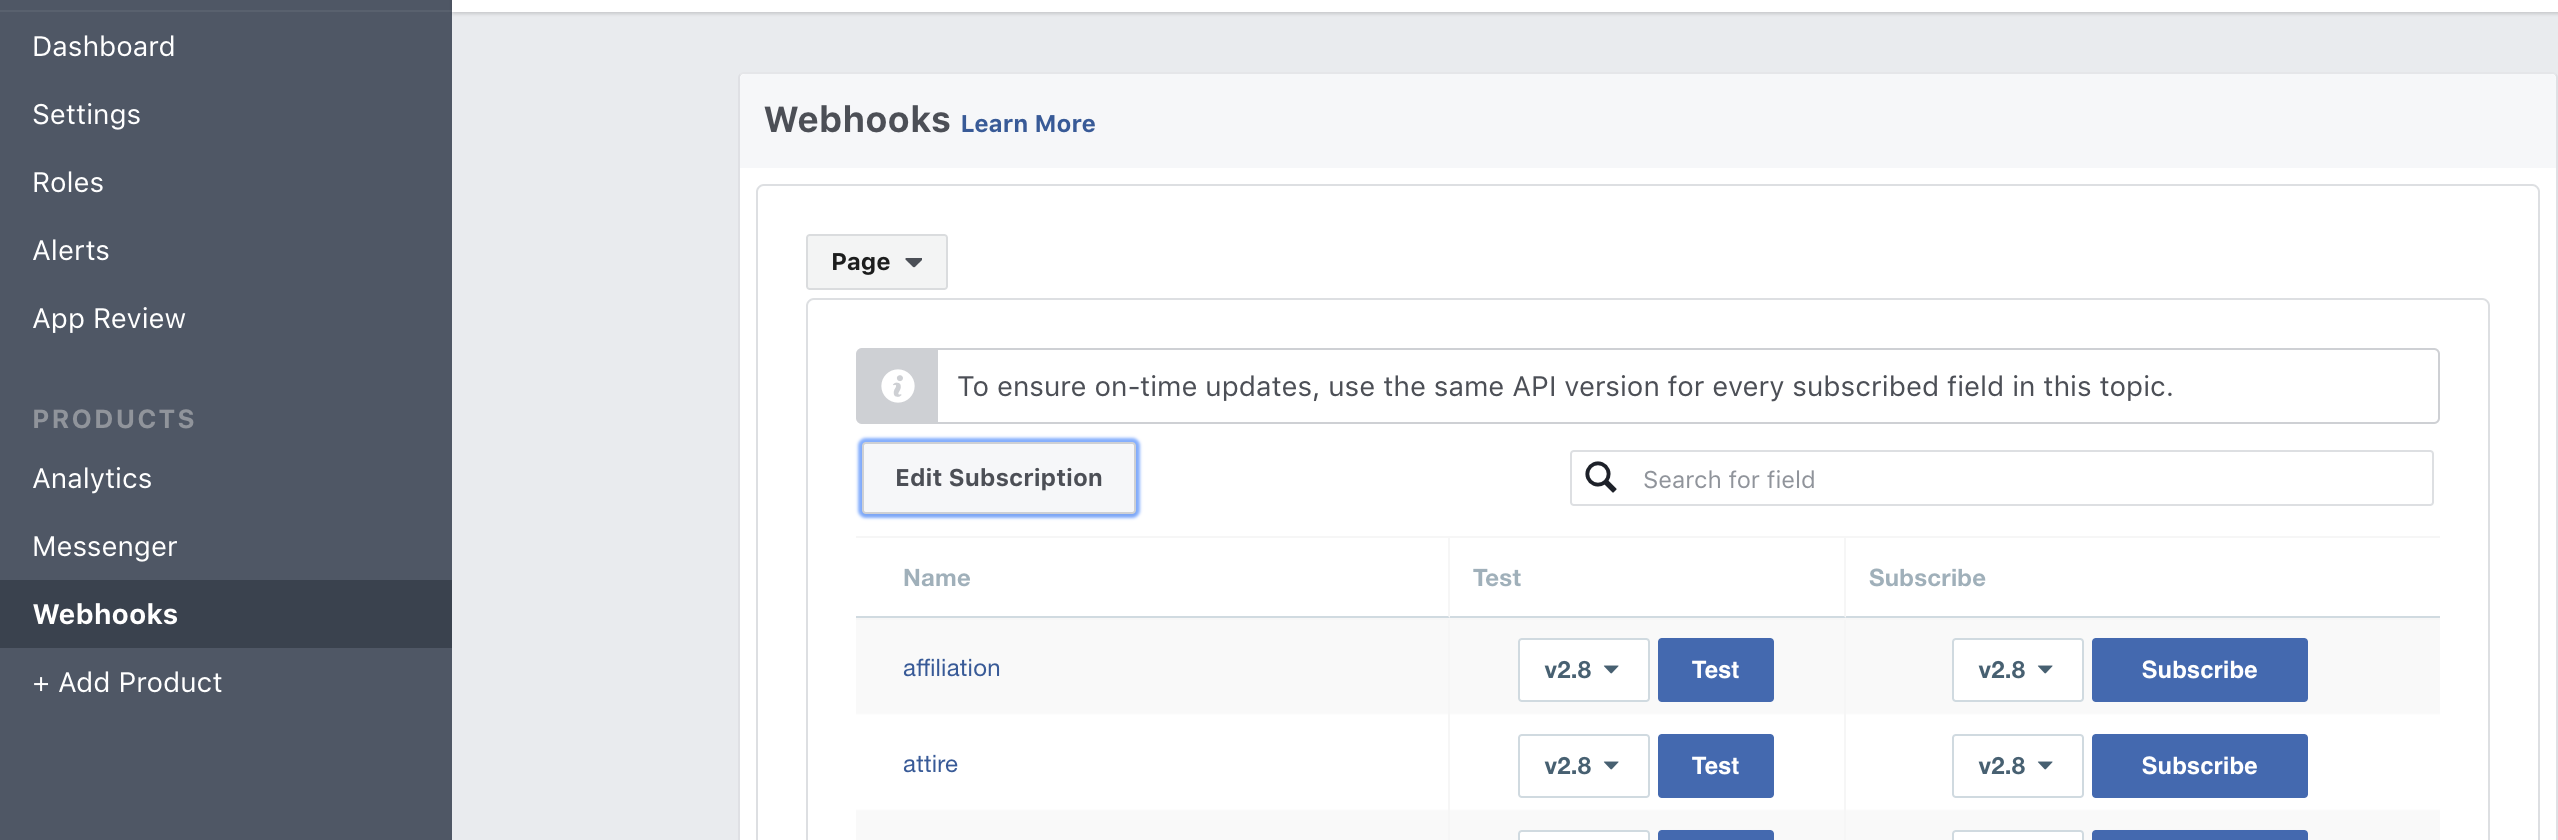 Dashboard
Settings
Roles
Alerts
App Review
PRODUCTS
Analytics
Messenger
Webhooks
+ Add Product
Webhooks Learn More
Page
To ensure on-time updates, use the same API version for every subscribed field in this topic.
Edit Subscription
Search for field
Name Test Subscribe
affiliation v2.8 Test v2.8 Subscribe
attire v2.8 Test v2.8 Subscribe